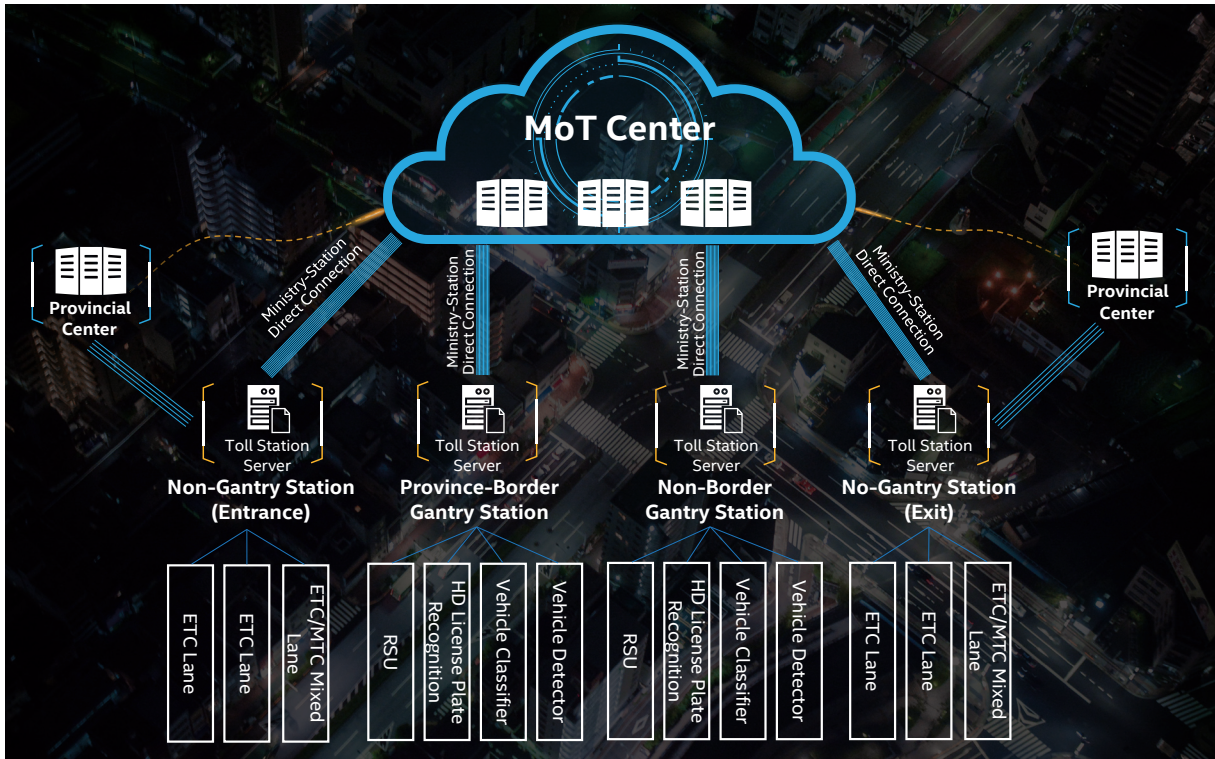 MoT Center
Provincial
Center
Ministry-Station
Direct Connection
Ministry-Station
Direct Connection
Ministry-Station
Direct Connection
Ministry-Station
Direct Connection
Provincial
Center
Toll Station
Server
Non-Gantry Station
(Entrance)
Toll Station
Server
Province-Border
Gantry Station
Toll Station
Server
Non-Border
Gantry Station
Toll Station
Server
No-Gantry Station
(Exit)
ETC Lane
ETC Lane
ETC/MTC Mixed
Lane
RSU
HD License Plate
Recognition
Vehicle Classifier
Vehicle Detector
RSU
HD License Plate
Recognition
Vehicle Classifier
Vehicle Detector
ETC Lane
ETC Lane
ETC/MTC Mixed
Lane